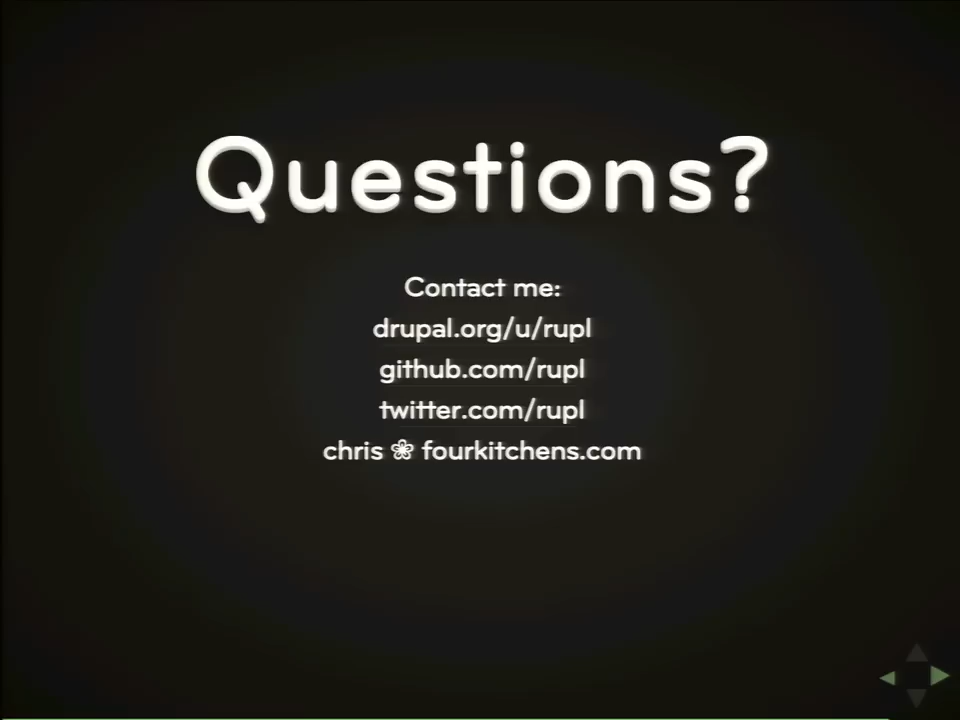 Questions?
Contact me:
drupal.org/u/rupl
github.com/rupl
twitter.com/rupl
chris ❀ fourkitchens.com